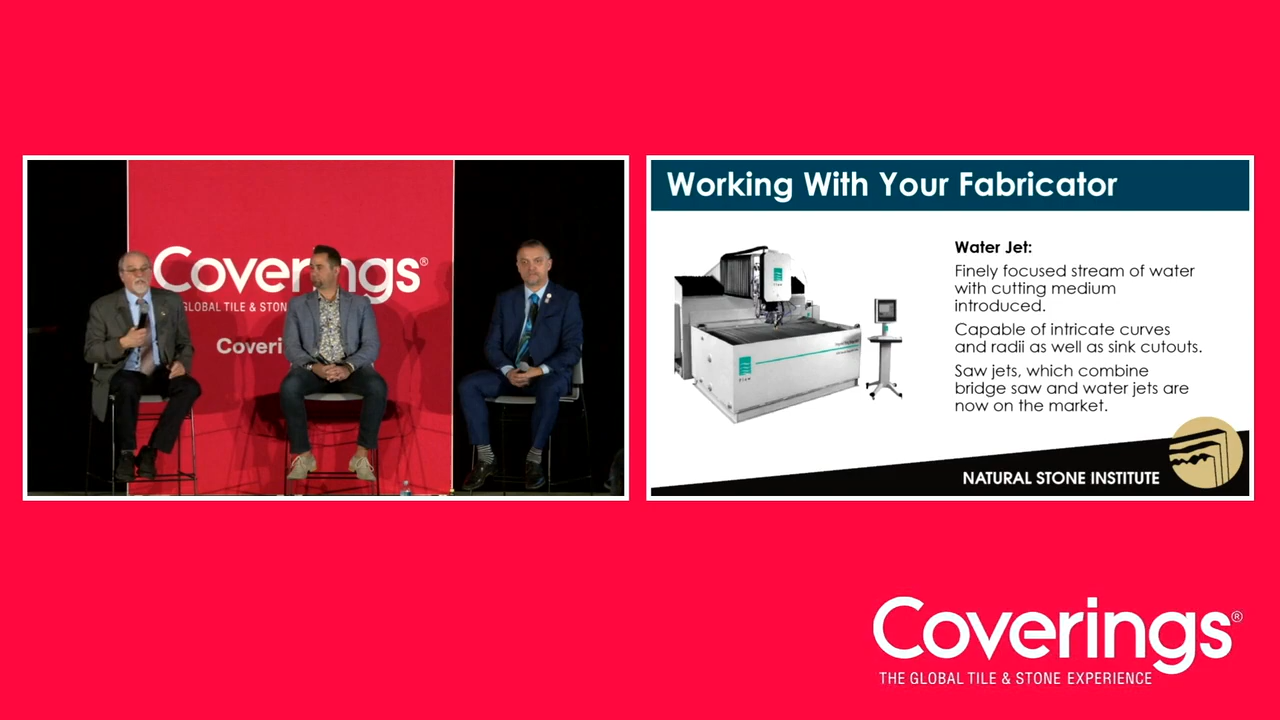 Coverings®
GLOBAL TILE & STON
Coveri
Working With Your Fabricator
Water Jet:
Finely focused stream of water
with cutting medium
introduced.
Capable of intricate curves
and radii as well as sink cutouts.
Saw jets, which combine
bridge saw and water jets are
now on the market.
NATURAL STONE INSTITUTE
Coverings®
THE GLOBAL TILE & STONE EXPERIENCE